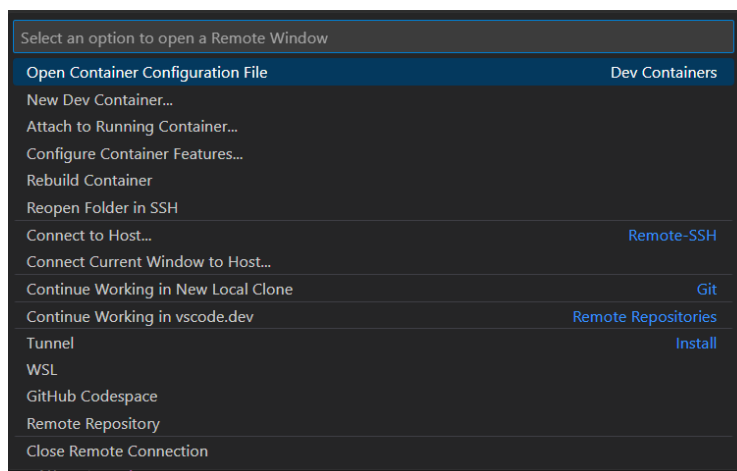 Select an option to open a Remote Window
Open Container Configuration File Dev Containers
New Dev Container...
Attach to Running Container...
Configure Container Features...
Rebuild Container
Reopen Folder in SSH
Connect to Host... Remote-SSH
Connect Current Window to Host...
Continue Working in New Local Clone Git
Continue Working in vscode.dev Remote Repositories
Tunnel Install
WSL
GitHub Codespace
Remote Repository
Close Remote Connection